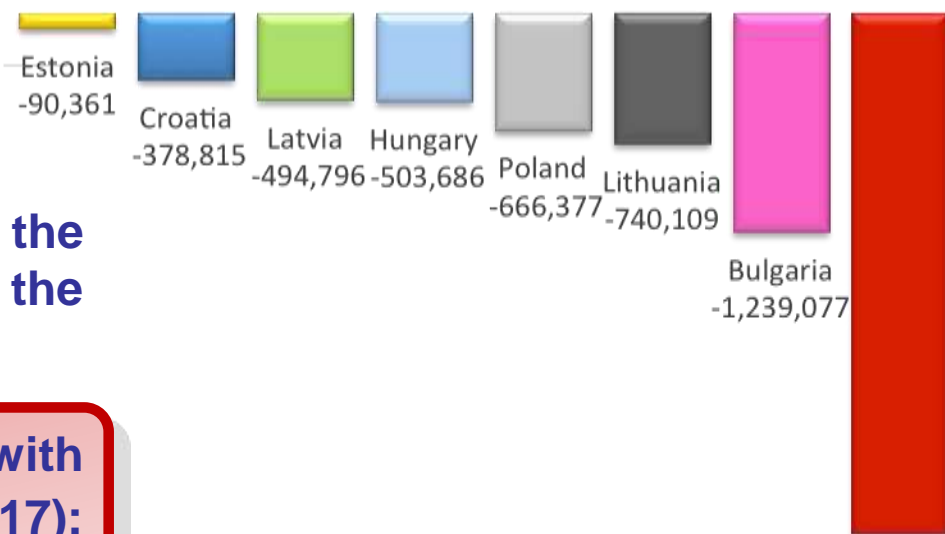 Estonia
-90,361
Croatia
-378,815
Latvia
-494,796
Hungary
-503,686
Poland
-666,377
Lithuania
-740,109
Bulgaria
-1,239,077
the
the
with
17):